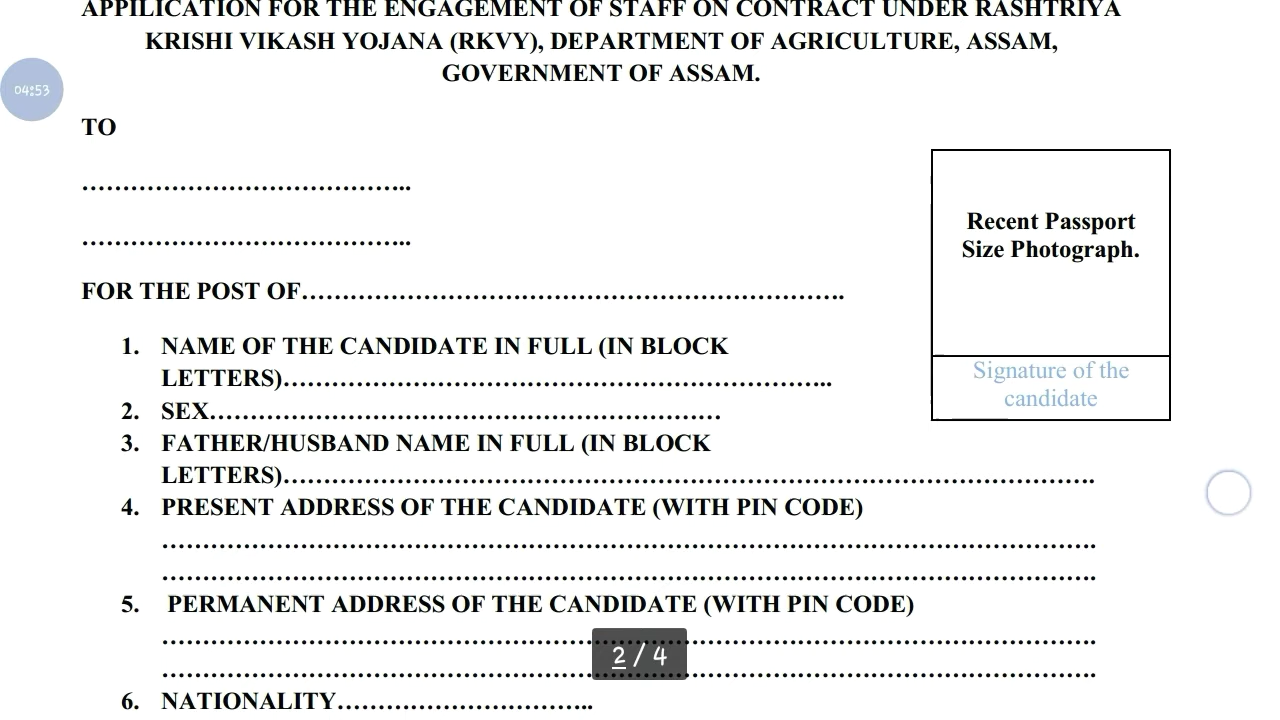 APPILICATION FOR THE ENGAGEMENT OF STAFF ON CONTRACT UNDER RASHTRIYA
KRISHI VIKASH YOJANA (RKVY), DEPARTMENT OF AGRICULTURE, ASSAM,
GOVERNMENT OF ASSAM.
04:53
TO
…………………………………..
…………………………………..
Recent Passport
Size Photograph.
Signature of the
candidate
FOR THE POST OF…………………………………………………………….
1. NAME OF THE CANDIDATE IN FULL (IN BLOCK
LETTERS)……………………………………………………………..
2. SEX…………………………………………………………
3. FATHER/HUSBAND NAME IN FULL (IN BLOCK
LETTERS)…………………………………………………………………………………………….
4. PRESENT ADDRESS OF THE CANDIDATE (WITH PIN CODE)
………………………………………………………………………………………………………….
………………………………………………………………………………………………………….
5. PERMANENT ADDRESS OF THE CANDIDATE (WITH PIN CODE)
………………………………………………………………………………………………………….
………………………………………………………………………………………………………….
2 / 4
6. NATIONALITY…………………………..